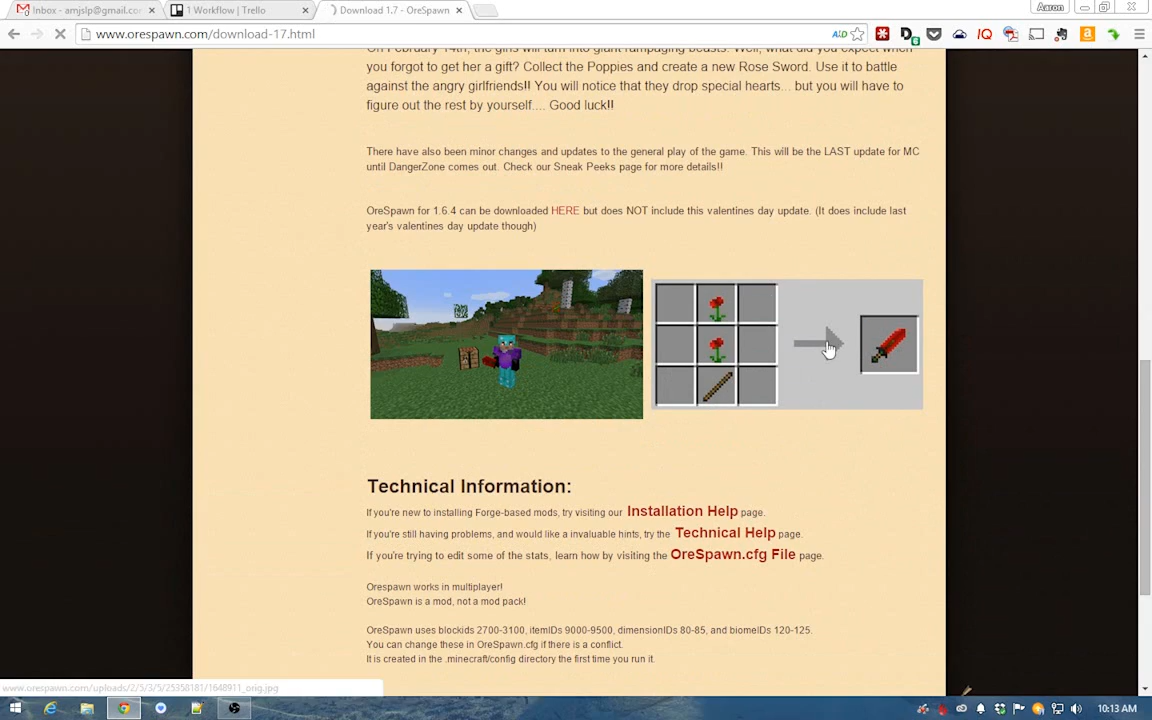 Inbox - amjslp@gmail.co
1 Workflow | Trello
Download 1.7 - OreSpawn
Aaron
www.orespawn.com/download-17.html
On February 14th, the girls will turn into giant rampaging beasts. Well, what did you expect when
you forgot to get her a gift? Collect the Poppies and create a new Rose Sword. Use it to battle
against the angry girlfriends!! You will notice that they drop special hearts... but you will have to
figure out the rest by yourself.... Good luck!!
There have also been minor changes and updates to the general play of the game. This will be the LAST update for MC
until DangerZone comes out. Check our Sneak Peeks page for more details!!
OreSpawn for 1.6.4 can be downloaded HERE but does NOT include this valentines day update. (It does include last
year's valentines day update though)
Technical Information:
If you're new to installing Forge-based mods, try visiting our Installation Help page.
If you're still having problems, and would like a invaluable hints, try the Technical Help page.
If you're trying to edit some of the stats, learn how by visiting the OreSpawn.cfg File page.
Orespawn works in multiplayer!
OreSpawn is a mod, not a mod pack!
OreSpawn uses blockids 2700-3100, itemIDs 9000-9500, dimensionIDs 80-85, and biomeIDs 120-125.
You can change these in OreSpawn.cfg if there is a conflict.
It is created in the .minecraft/config directory the first time you run it.
www.orespawn.com/uploads/2/5/3/5/25358181/1648911_orig.jpg
10:13 AM